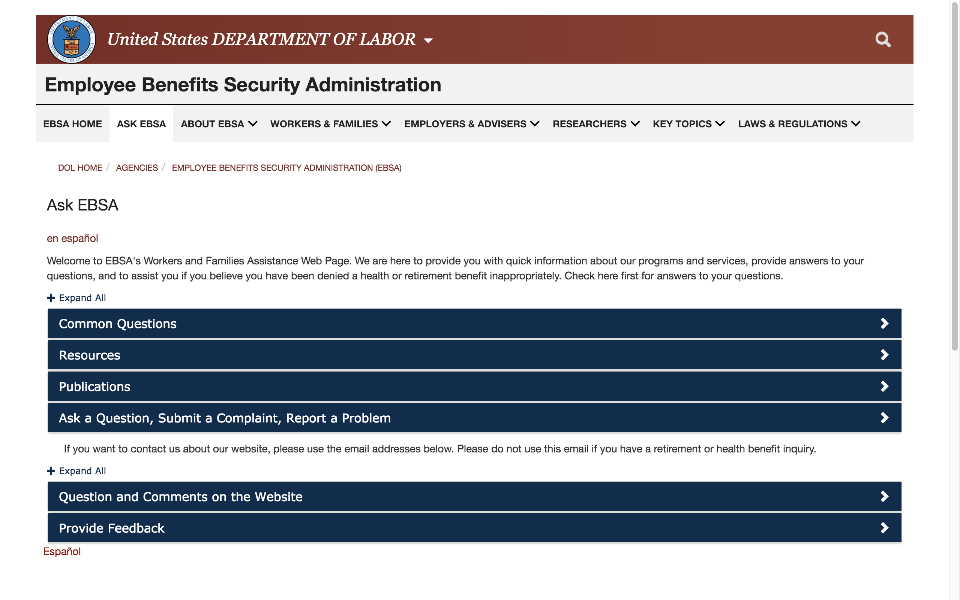 United States DEPARTMENT OF LABOR
Employee Benefits Security Administration
EBSA HOME ASK EBSA ABOUT EBSA WORKERS & FAMILIES EMPLOYERS & ADVISERS RESEARCHERS KEY TOPICS LAWS & REGULATIONS
DOL HOME / AGENCIES / EMPLOYEE BENEFITS SECURITY ADMINISTRATION (EBSA)
Ask EBSA
en español
Welcome to EBSA's Workers and Families Assistance Web Page. We are here to provide you with quick information about our programs and services, provide answers to your
questions, and to assist you if you believe you have been denied a health or retirement benefit inappropriately. Check here first for answers to your questions.
+ Expand All
Common Questions
Resources
Publications
Ask a Question, Submit a Complaint, Report a Problem
If you want to contact us about our website, please use the email addresses below. Please do not use this email if you have a retirement or health benefit inquiry.
+ Expand All
Question and Comments on the Website
Provide Feedback
Español